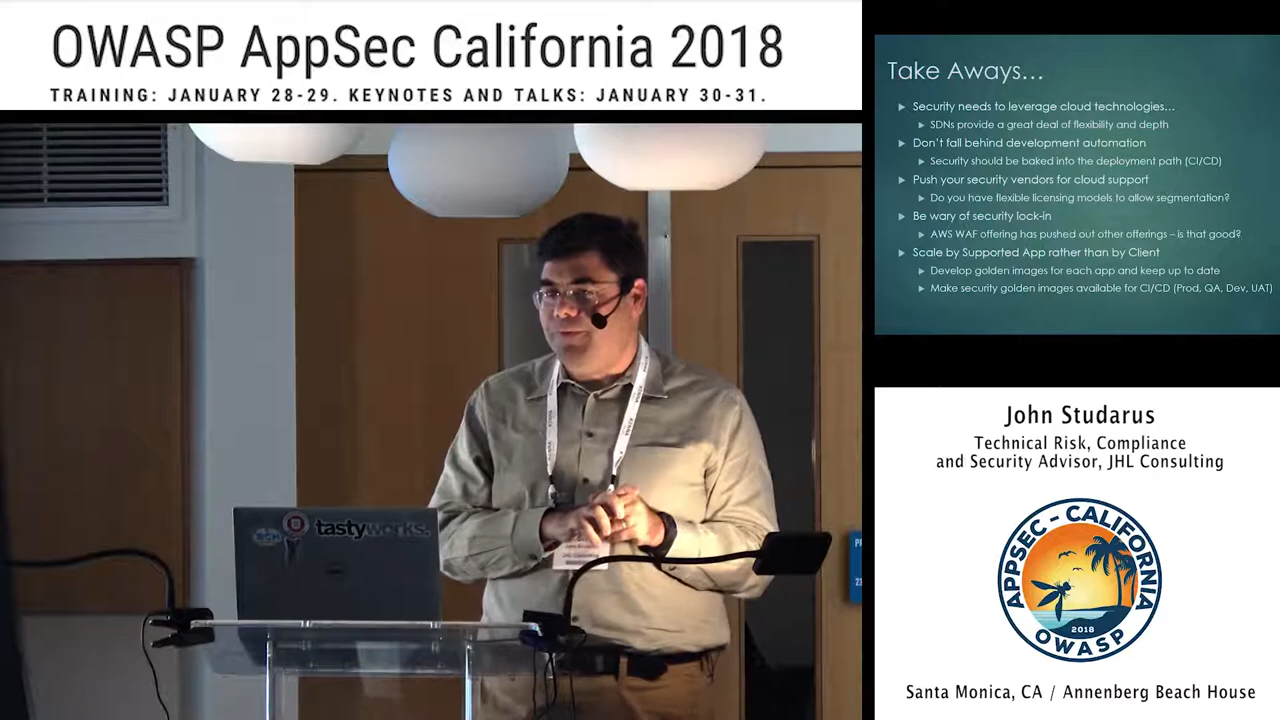 OWASP AppSec California 2018
TRAINING: JANUARY 28-29. KEYNOTES AND TALKS: JANUARY 30-31.
Take Aways...
Security needs to leverage cloud technologies...
SDNs provide a great deal of flexibility and depth
Don't fall behind development automation
Security should be baked into the deployment path (CI/CD)
Push your security vendors for cloud support
Do you have flexible licensing models to allow segmentation?
Be wary of security lock-in
AWS WAF offering has pushed out other offerings – is that good?
Scale by Supported App rather than by Client
Develop golden images for each app and keep up to date
Make security golden images available for CI/CD (Prod, QA, Dev, UAT)
John Studarus
Technical Risk, Compliance
and Security Advisor, JHL Consulting
APPSEC - CALIFORNIA
2018
OWASP
Santa Monica, CA / Annenberg Beach House
tastyworks.